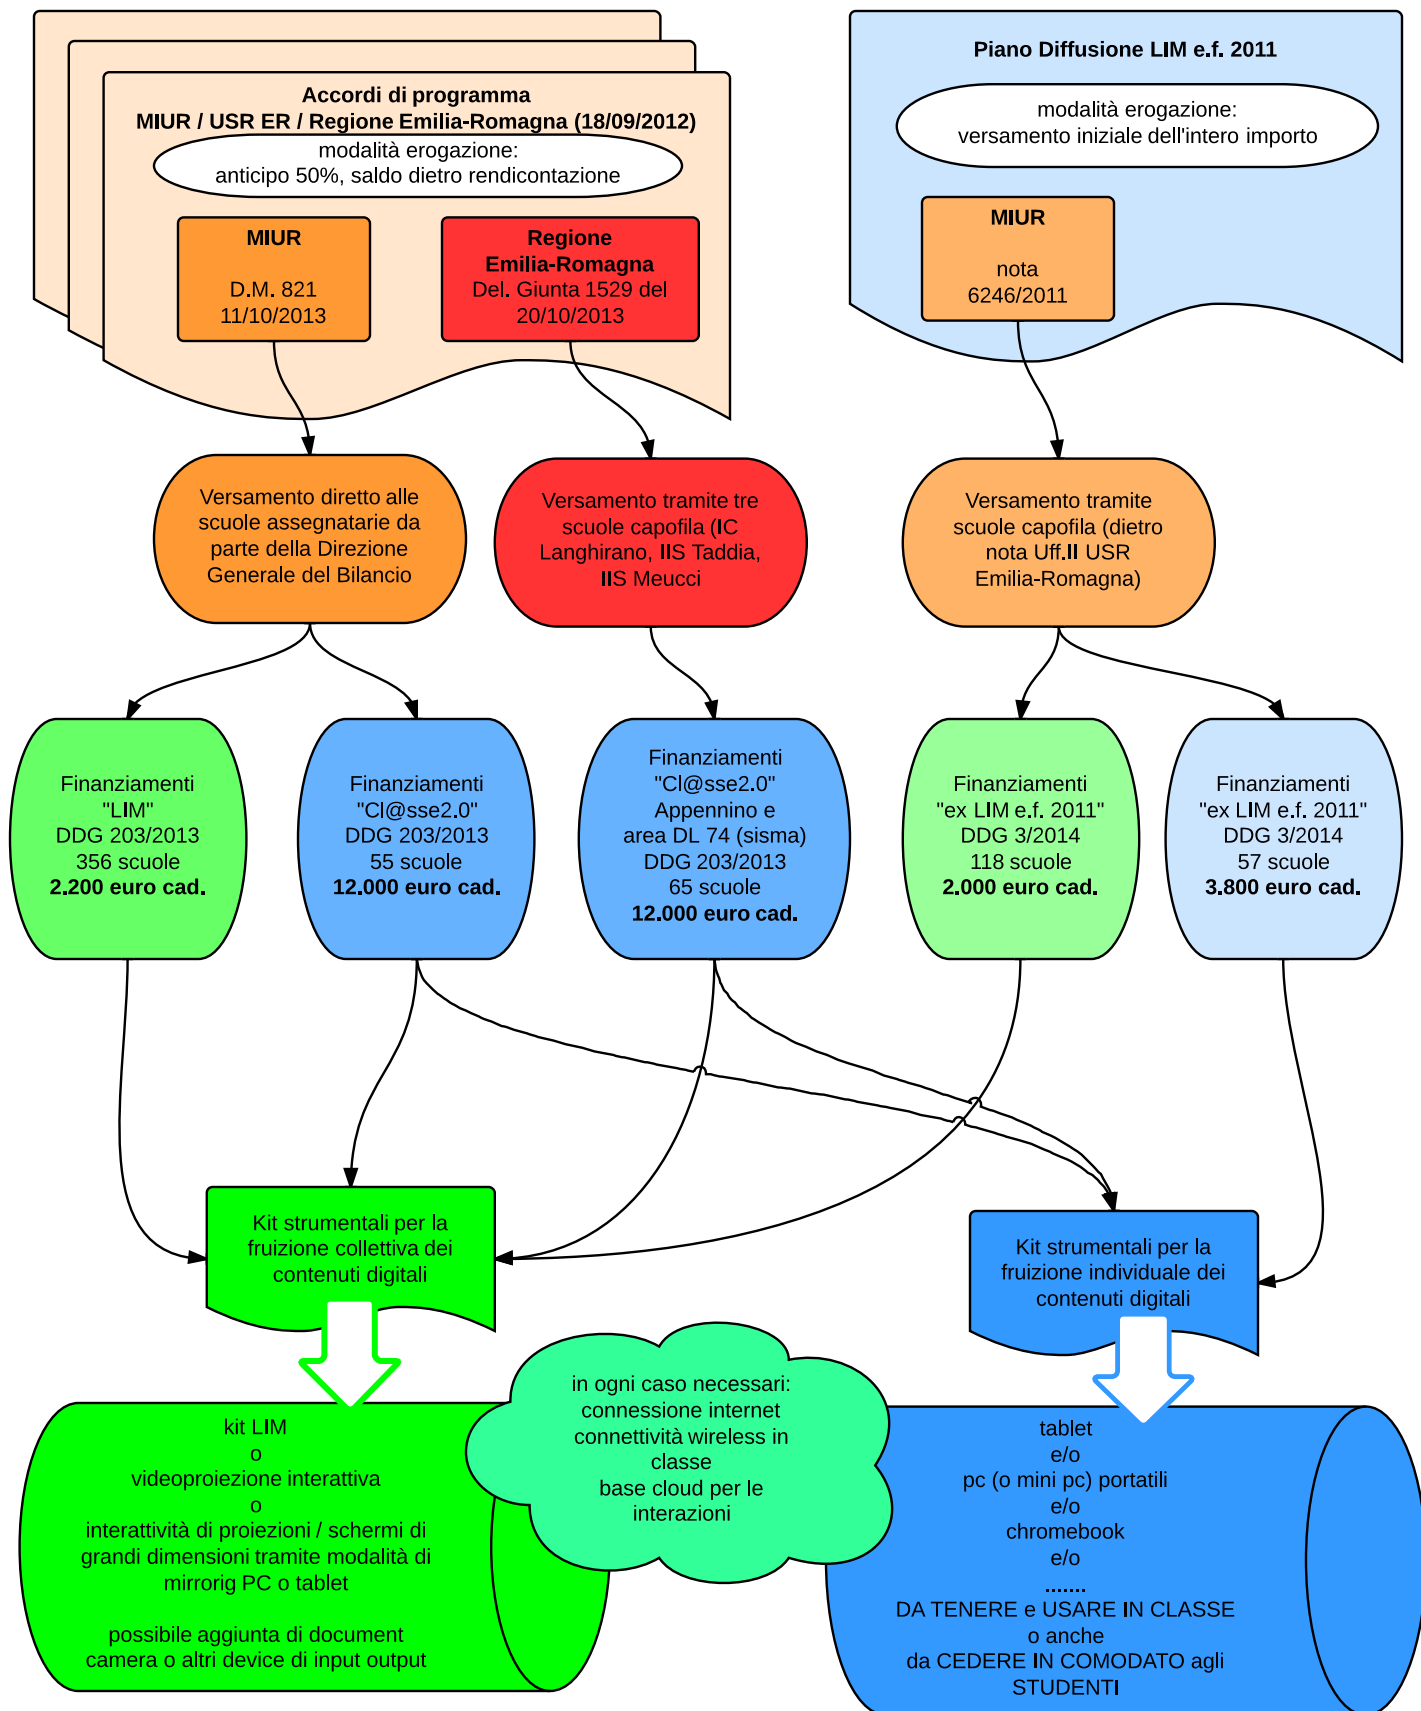 Accordi di programma
MIUR / USR ER / Regione Emilia-Romagna (18/09/2012)
modalità erogazione:
anticipo 50%, saldo dietro rendicontazione
MIUR
D.M. 821
11/10/2013
Regione
Emilia-Romagna
Del. Giunta 1529 del
20/10/2013
Piano Diffusione LIM e.f. 2011
modalità erogazione:
versamento iniziale dell'intero importo
MIUR
nota
6246/2011
Versamento diretto alle
scuole assegnatarie da
parte della Direzione
Generale del Bilancio
Versamento tramite tre
scuole capofila (IC
Langhirano, IIS Taddia,
IIS Meucci
Versamento tramite
scuole capofila (dietro
nota Uff.II USR
Emilia-Romagna)
Finanziamenti
"LIM"
DDG 203/2013
356 scuole
2.200 euro cad.
Finanziamenti
"Cl@sse2.0"
DDG 203/2013
55 scuole
12.000 euro cad.
Finanziamenti
"Cl@sse2.0"
Appennino e
area DL 74 (sisma)
DDG 203/2013
65 scuole
12.000 euro cad.
Finanziamenti
"ex LIM e.f. 2011"
DDG 3/2014
118 scuole
2.000 euro cad.
Finanziamenti
"ex LIM e.f. 2011"
DDG 3/2014
57 scuole
3.800 euro cad.
Kit strumentali per la
fruizione collettiva dei
contenuti digitali
Kit strumentali per la
fruizione individuale dei
contenuti digitali
kit LIM
o
videoproiezione interattiva
o
interattività di proiezioni / schermi di
grandi dimensioni tramite modalità di
mirrorig PC o tablet
possibile aggiunta di document
camera o altri device di input output
in ogni caso necessari:
connessione internet
connettività wireless in
classe
base cloud per le
interazioni
tablet
e/o
pc (o mini pc) portatili
e/o
chromebook
e/o
.......
DA TENERE e USARE IN CLASSE
o anche
da CEDERE IN COMODATO agli
STUDENTI